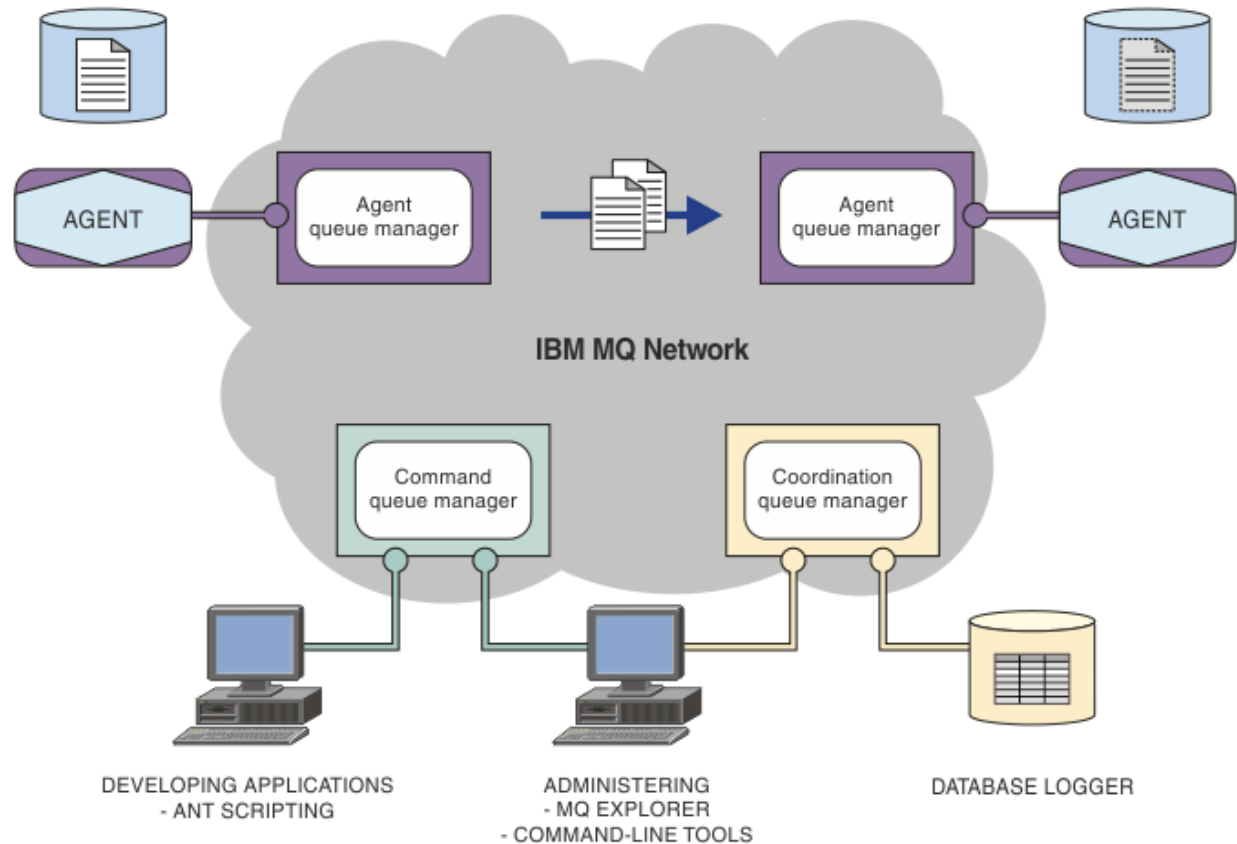 AGENT
Agent
queue manager
Agent
queue manager
AGENT
IBM MQ Network
Command
queue manager
Coordination
queue manager
DEVELOPING APPLICATIONS
- ANT SCRIPTING
ADMINISTERING
- MQ EXPLORER
- COMMAND-LINE TOOLS
DATABASE LOGGER